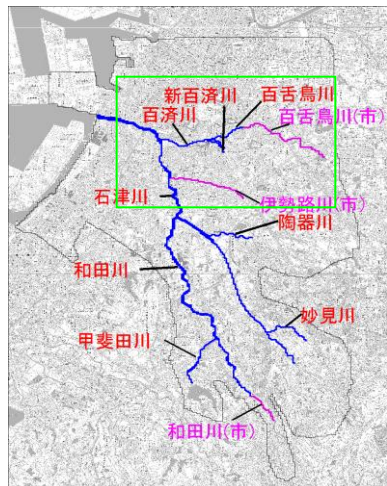 新百済川
百舌鳥川
百済川
百舌鳥川(市)
石津川
伊勢路川(市)
陶器川
和田川
妙見川
甲斐田川
和田川(市)